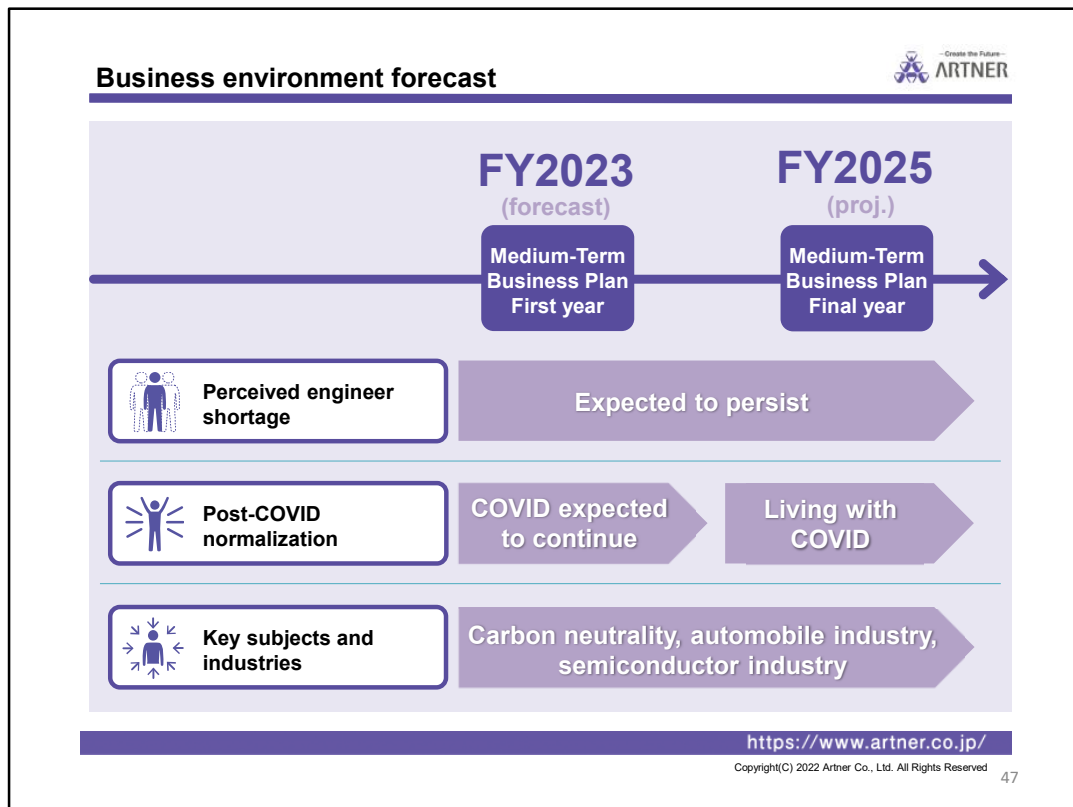 Business environment forecast
—Create the Future—
ARTNER
FY2023
(forecast)
FY2025
(proj.)
Medium-Term
Business Plan
First year
Medium-Term
Business Plan
Final year
Perceived engineer
shortage
Expected to persist
Post-COVID
normalization
COVID expected
to continue
Living with
COVID
Key subjects and
industries
Carbon neutrality, automobile industry,
semiconductor industry
https://www.artner.co.jp/
Copyright(C) 2022 Artner Co., Ltd. All Rights Reserved
47